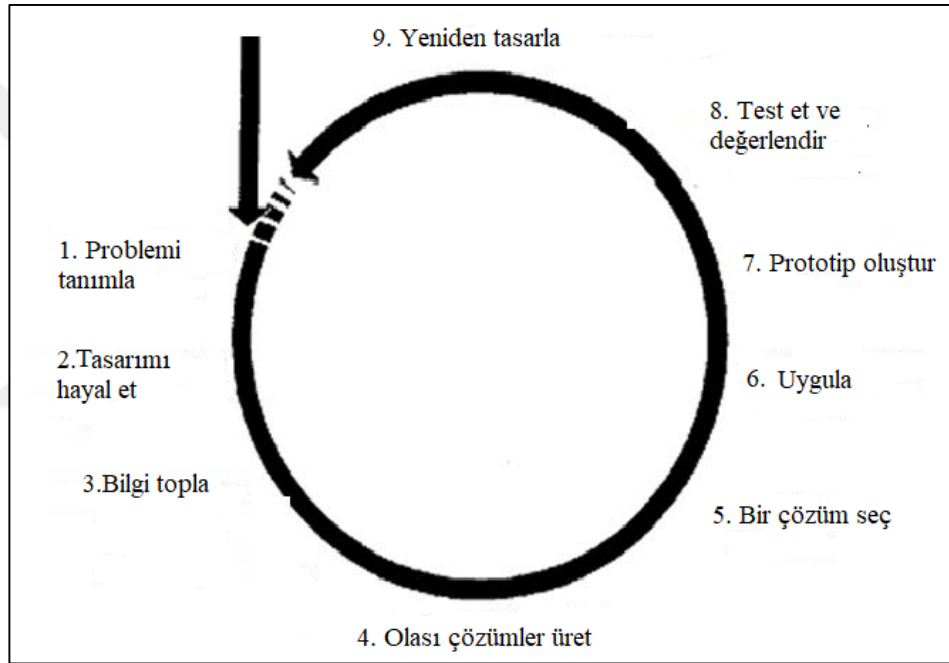 1. Problemi
tanımla
2.Tasarımı
hayal et
3.Bilgi topla
4. Olası çözümler üret
5. Bir çözüm seç
6. Uygula
7. Prototip oluştur
8. Test et ve
değerlendir
9. Yeniden tasarla